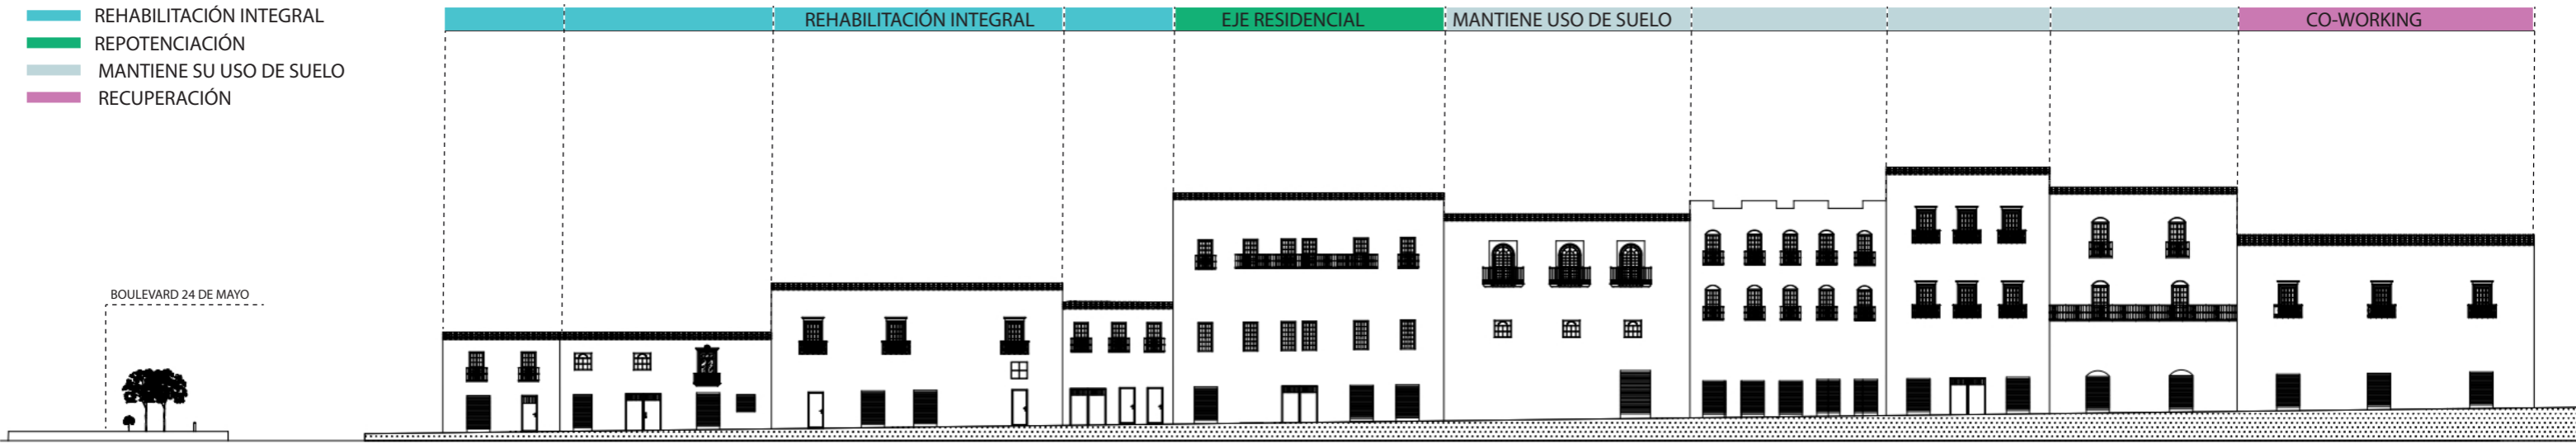 REHABILITACIÓN INTEGRAL
REPOTENCIACIÓN
MANTIENE SU USO DE SUELO
RECUPERACIÓN
REHABILITACIÓN INTEGRAL
EJE RESIDENCIAL
MANTIENE USO DE SUELO
CO-WORKING
BOULEVARD 24 DE MAYO